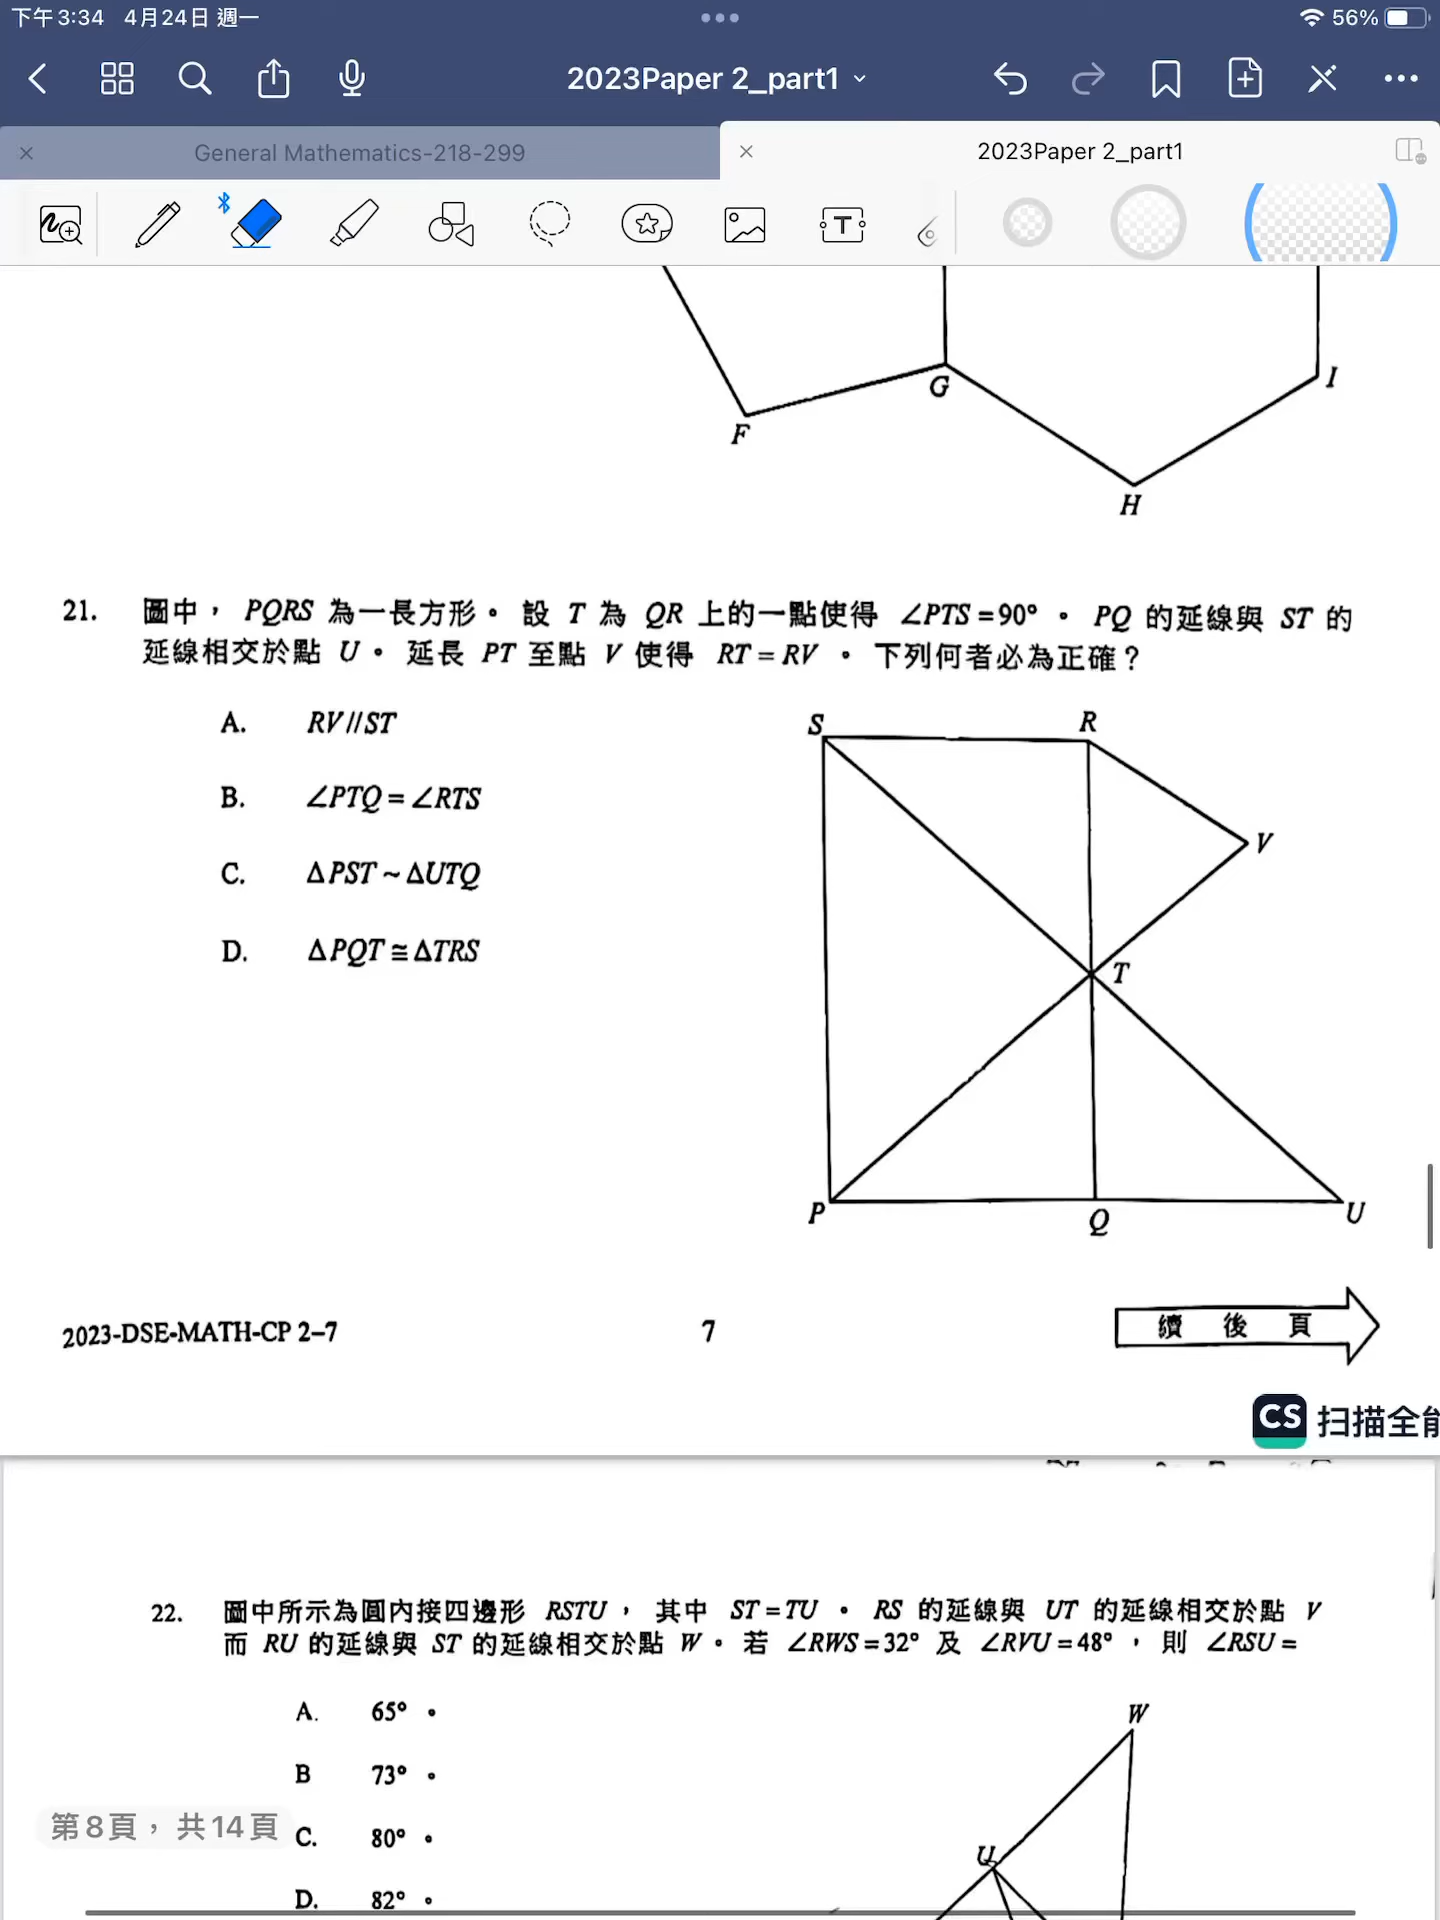 下午3:34 4月24日 週一
56%
2023Paper 2_part1
General Mathematics-218-299
2023Paper 2_part1
T
G
I
F
H
21. 圖中, PQRS 為一長方形。設 T 為 QR 上的一點使得 ∠PTS = 90° 。 PQ 的延線與 ST 的
延線相交於點 U 。延長 PT 至點 V 使得 RT = RV 。下列何者必為正確?
A. RV // ST
B. ∠PTQ = ∠RTS
C. ΔPST ~ ΔUTQ
D. ΔPQT ≅ ΔTRS
S
R
V
T
P
Q
U
2023-DSE-MATH-CP 2–7
7
續後頁
CS 扫描全能
22. 圖中所示為圓內接四邊形 RSTU , 其中 ST = TU 。 RS 的延線與 UT 的延線相交於點 V
而 RU 的延線與 ST 的延線相交於點 W 。若 ∠RWS = 32° 及 ∠RVU = 48° , 則 ∠RSU =
A. 65° 。
B 73° 。
C. 80° 。
D. 82° 。
W
U
第8頁, 共14頁